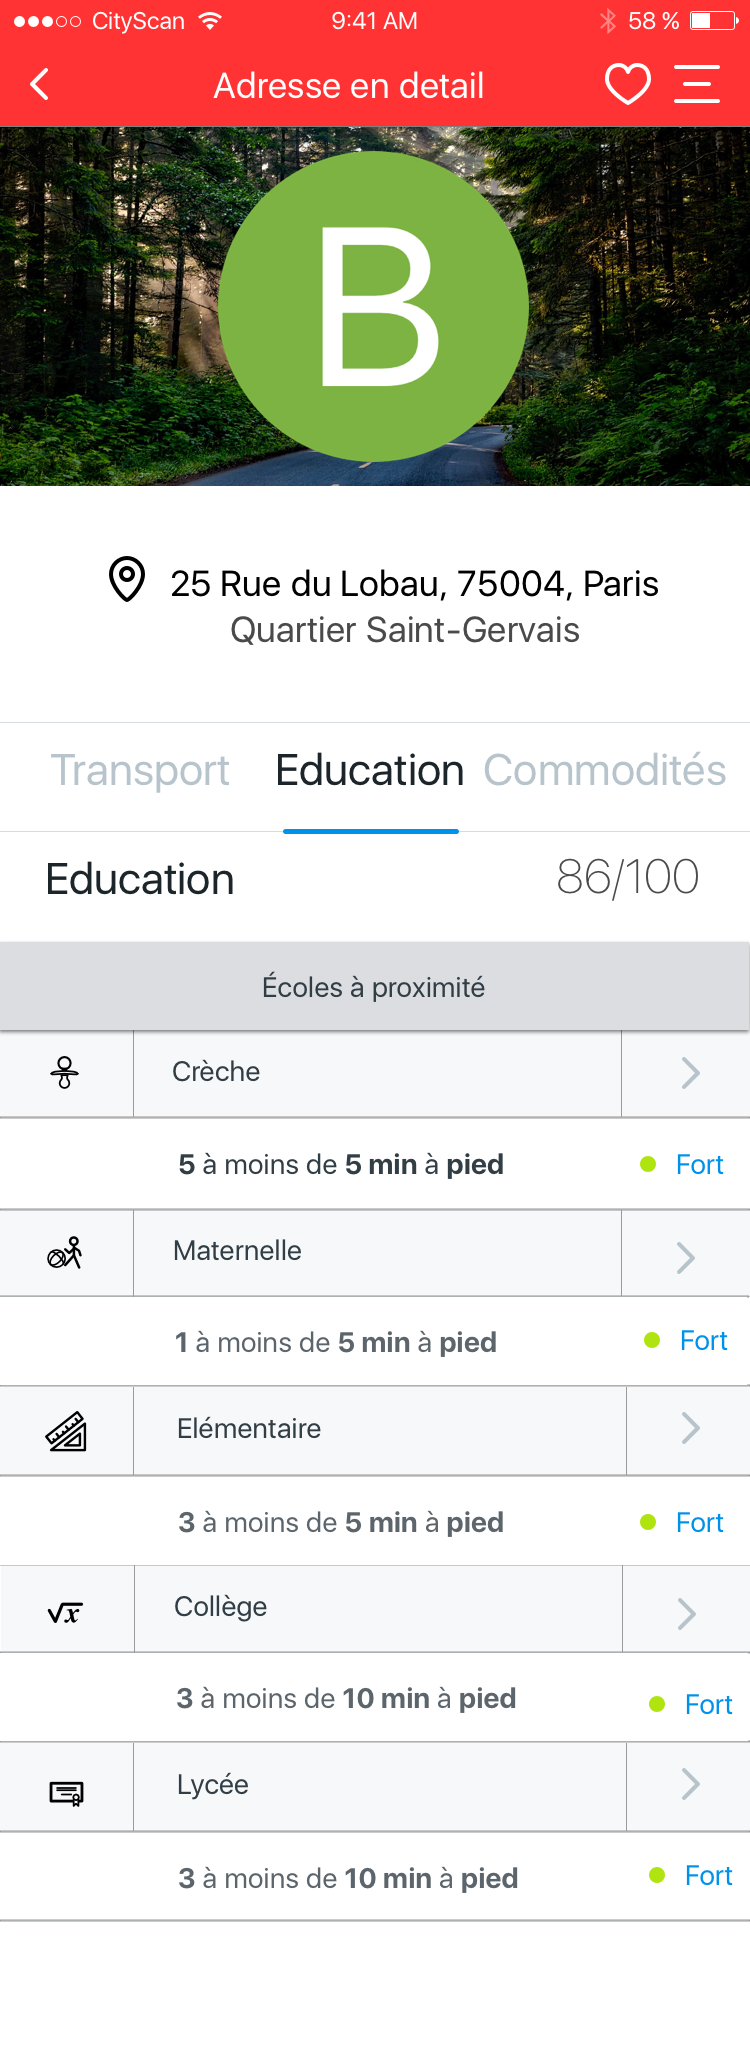 CityScan 9:41 AM 58 %
Adresse en detail
B
25 Rue du Lobau, 75004, Paris
Quartier Saint-Gervais
Transport Education Commodités
Education 86/100
Écoles à proximité
Crèche
5 à moins de 5 min à pied Fort
Maternelle
1 à moins de 5 min à pied Fort
Elémentaire
3 à moins de 5 min à pied Fort
√x Collège
3 à moins de 10 min à pied Fort
Lycée
3 à moins de 10 min à pied Fort